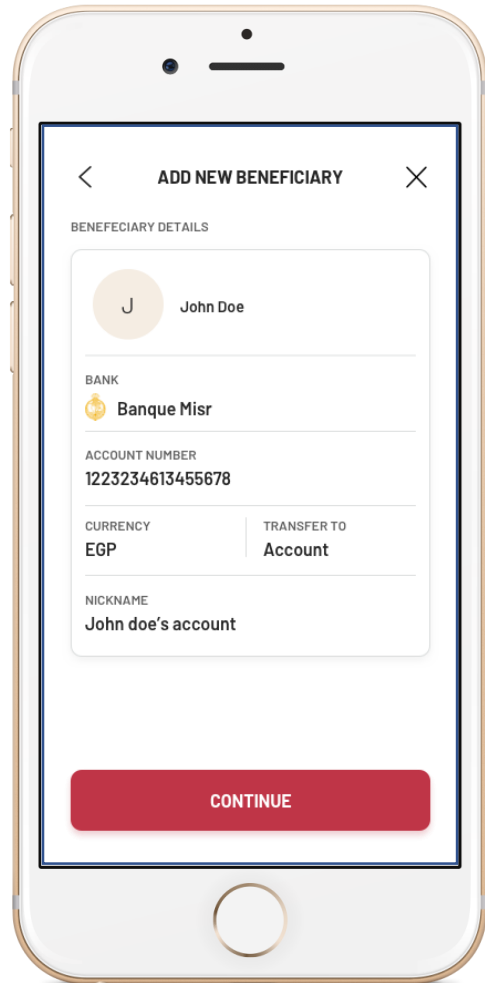 ADD NEW BENEFICIARY
BENEFECIARY DETAILS
J
John Doe
BANK
Banque Misr
ACCOUNT NUMBER
1223234613455678
CURRENCY TRANSFER TO
EGP Account
NICKNAME
John doe’s account
CONTINUE